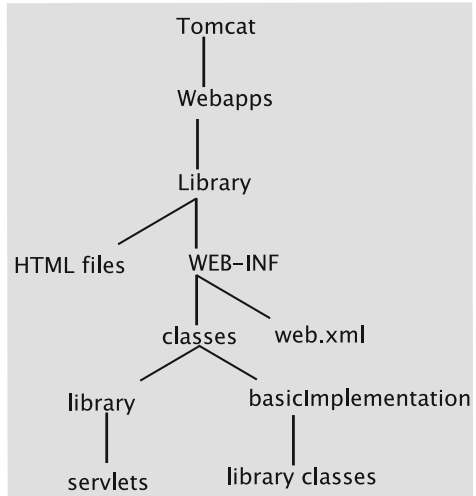 Tomcat
Webapps
Library
HTML files
WEB-INF
classes
web.xml
library
basicImplementation
servlets
library classes